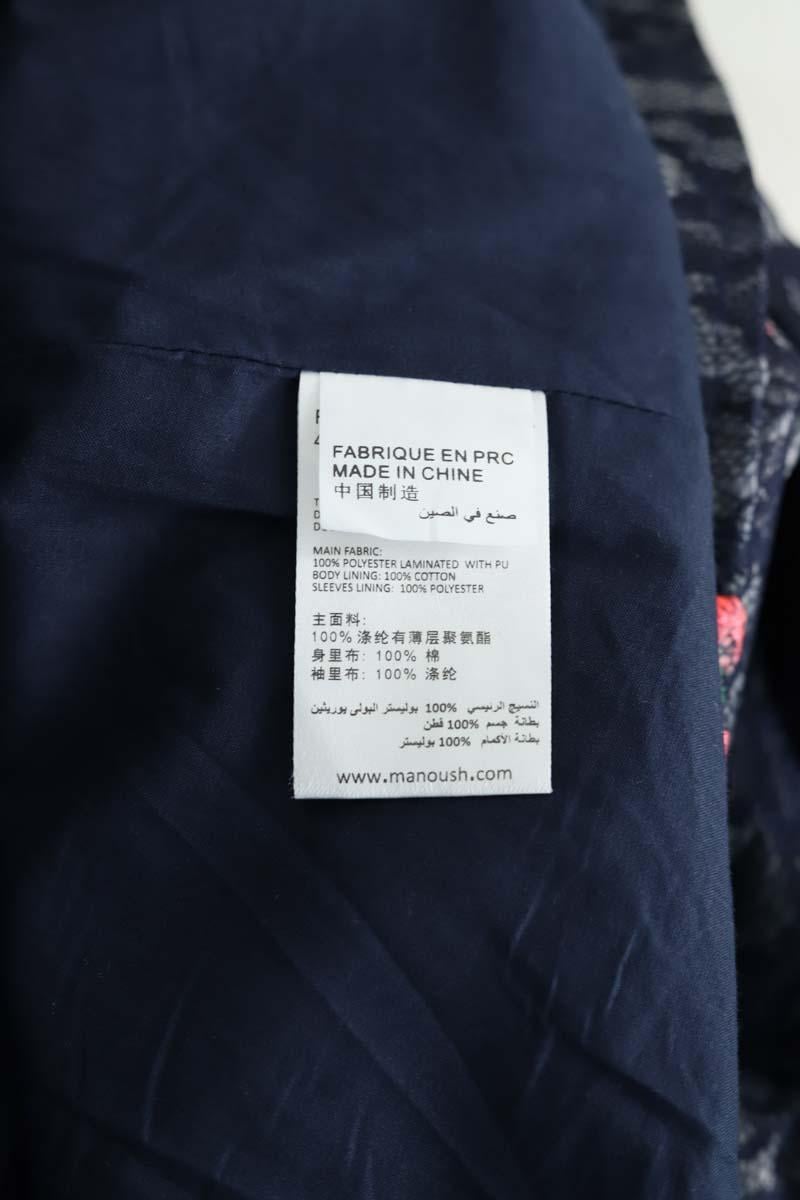 FABRIQUE EN PRC
MADE IN CHINE
中国制造
صنع في الصين
MAIN FABRIC:
100% POLYESTER LAMINATED WITH PU
BODY LINING: 100% COTTON
SLEEVES LINING: 100% POLYESTER
主面料:
100% 涤纶有薄层聚氨酯
身里布: 100% 棉
袖里布: 100% 涤纶
النسيج الرئيسي 100% بوليستر البولى يوريثين
بطانة جسم 100% قطن
بطانة الأكمام 100% بوليستر
www.manoush.com